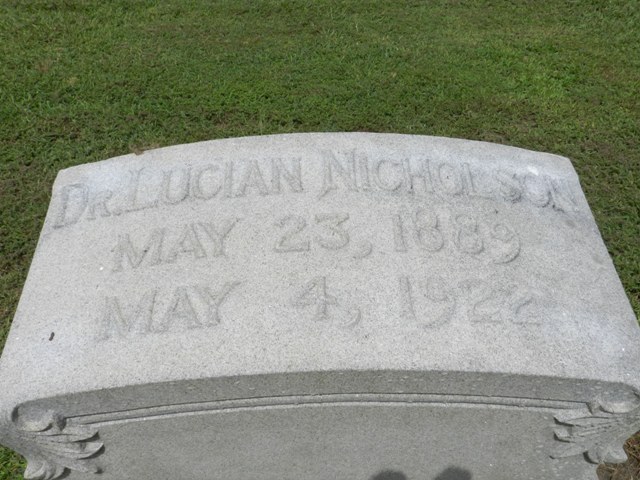 Dr. Lucian Nicholson
May 23, 1889
May 4, 1922